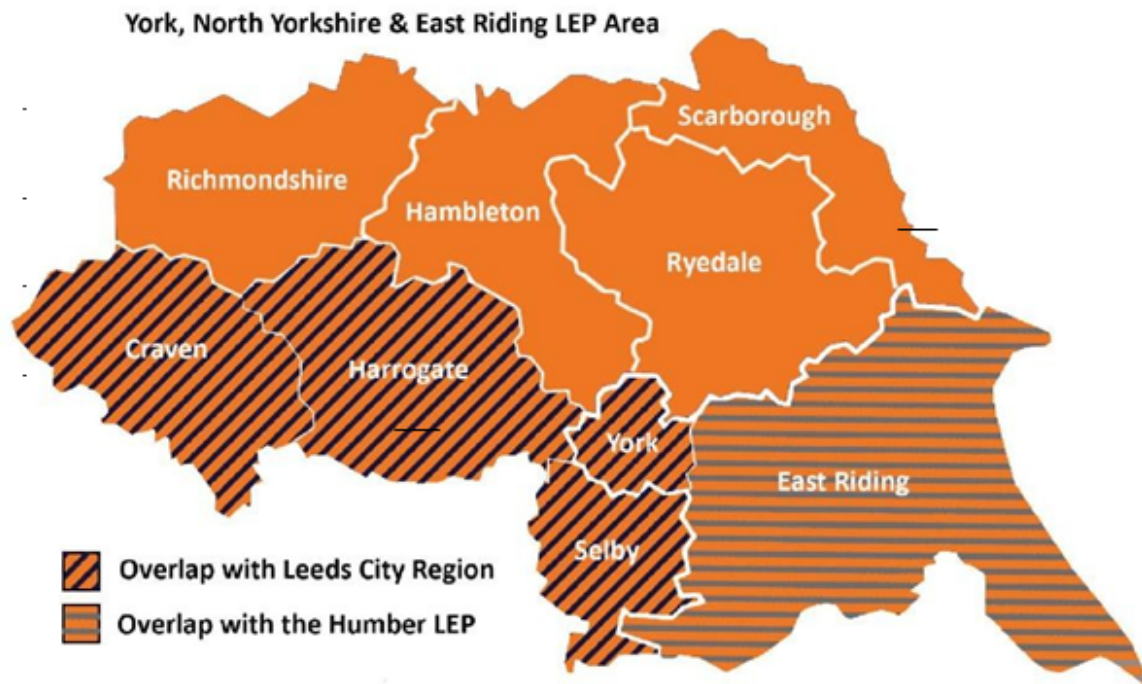 York, North Yorkshire & East Riding LEP Area
Scarborough
Richmondshire
Hambleton
Ryedale
Craven
Harrogate
York
East Riding
Selby
Overlap with Leeds City Region
Overlap with the Humber LEP